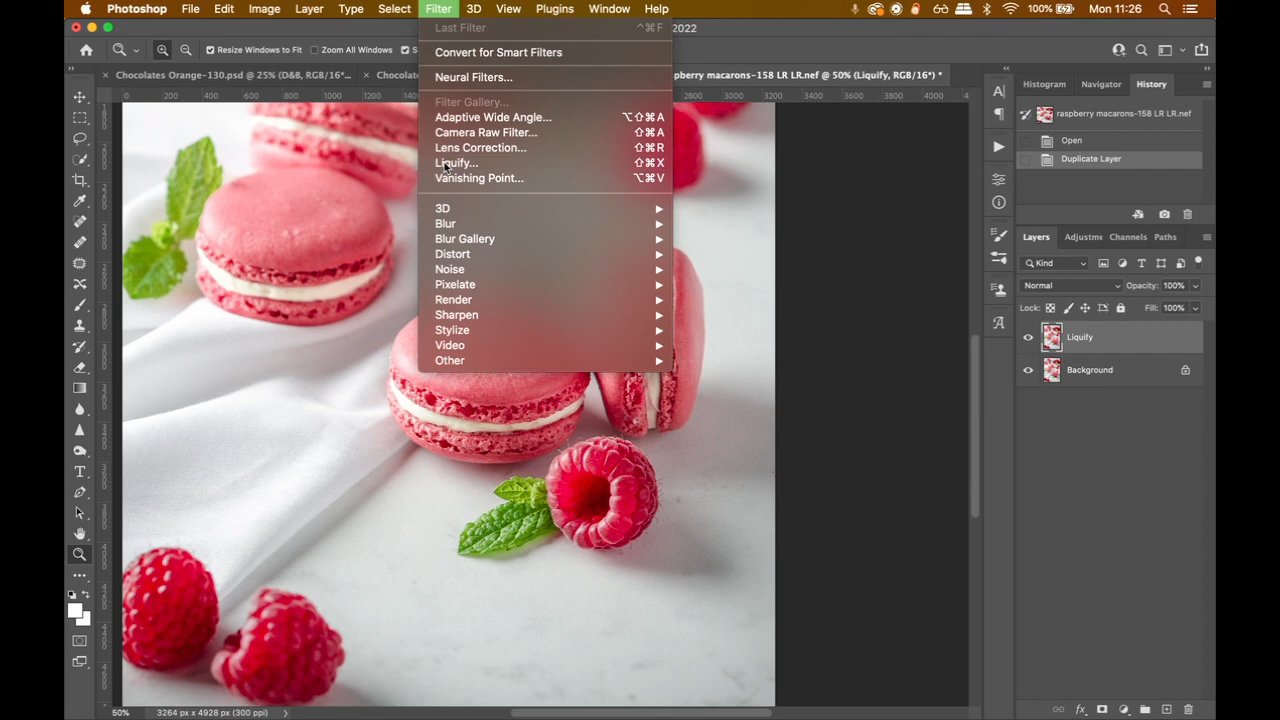 Photoshop File Edit Image Layer Type Select Filter 3D View Plugins Window Help 100% Mon 11:26
2022
Resize Windows to Fit Zoom All Windows S
Chocolates Orange-130.psd @ 25% (D&B, RGB/16*... Chocolat raspberry macarons-158 LR LR.nef @ 50% (Liquify, RGB/16*) *
0 200 400 600 800 1000 1200 1400 2800 3000 3200 3400 3600 3800 4000 4
Last Filter ^⌘F
Convert for Smart Filters
Neural Filters...
Filter Gallery...
Adaptive Wide Angle... ⌥⇧⌘A
Camera Raw Filter... ⇧⌘A
Lens Correction... ⇧⌘R
Liquify... ⇧⌘X
Vanishing Point... ⌥⌘V
3D
Blur
Blur Gallery
Distort
Noise
Pixelate
Render
Sharpen
Stylize
Video
Other
Histogram Navigator History
raspberry macarons-158 LR LR.nef
Open
Duplicate Layer
Layers Adjustme Channels Paths
Kind
Normal Opacity: 100%
Lock: Fill: 100%
Liquify
Background
50% 3264 px x 4928 px (300 ppi)